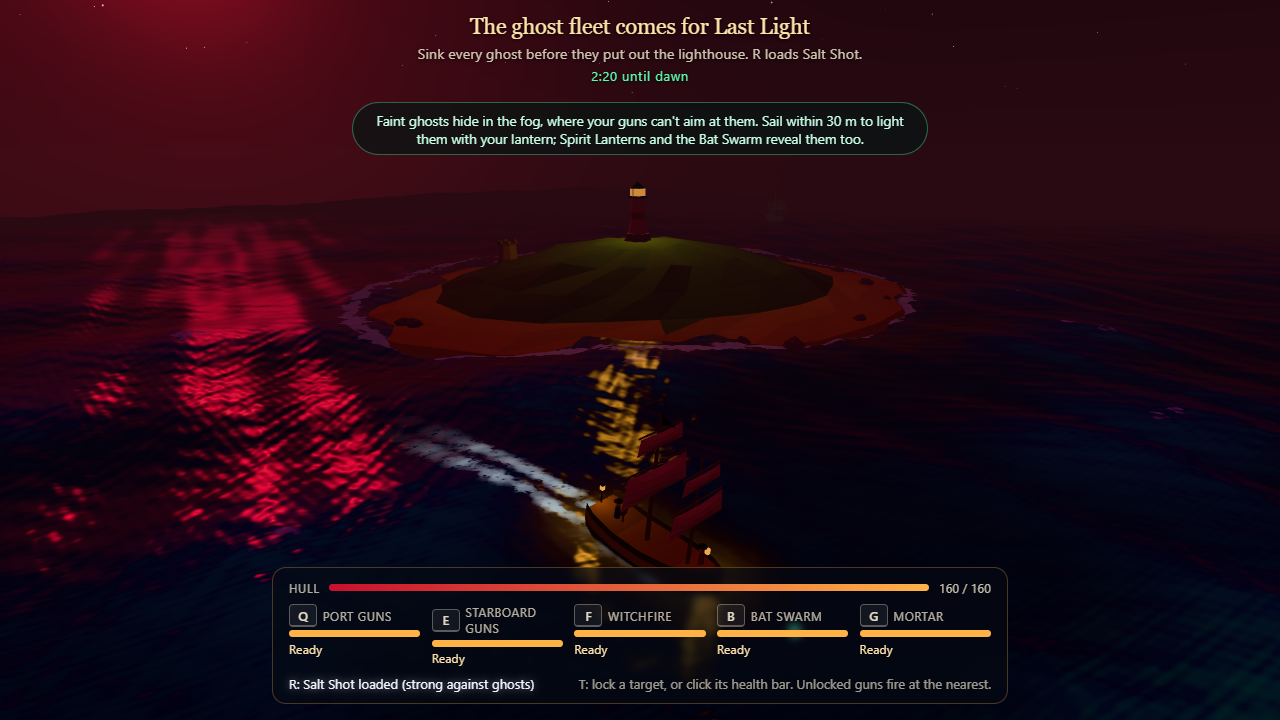 The ghost fleet comes for Last Light
Sink every ghost before they put out the lighthouse. R loads Salt Shot.
2:20 until dawn
Faint ghosts hide in the fog, where your guns can't aim at them. Sail within 30 m to light
them with your lantern; Spirit Lanterns and the Bat Swarm reveal them too.
HULL 160 / 160
Q PORT GUNS
Ready
E STARBOARD
GUNS
Ready
F WITCHFIRE
Ready
B BAT SWARM
Ready
G MORTAR
Ready
R: Salt Shot loaded (strong against ghosts)
T: lock a target, or click its health bar. Unlocked guns fire at the nearest.